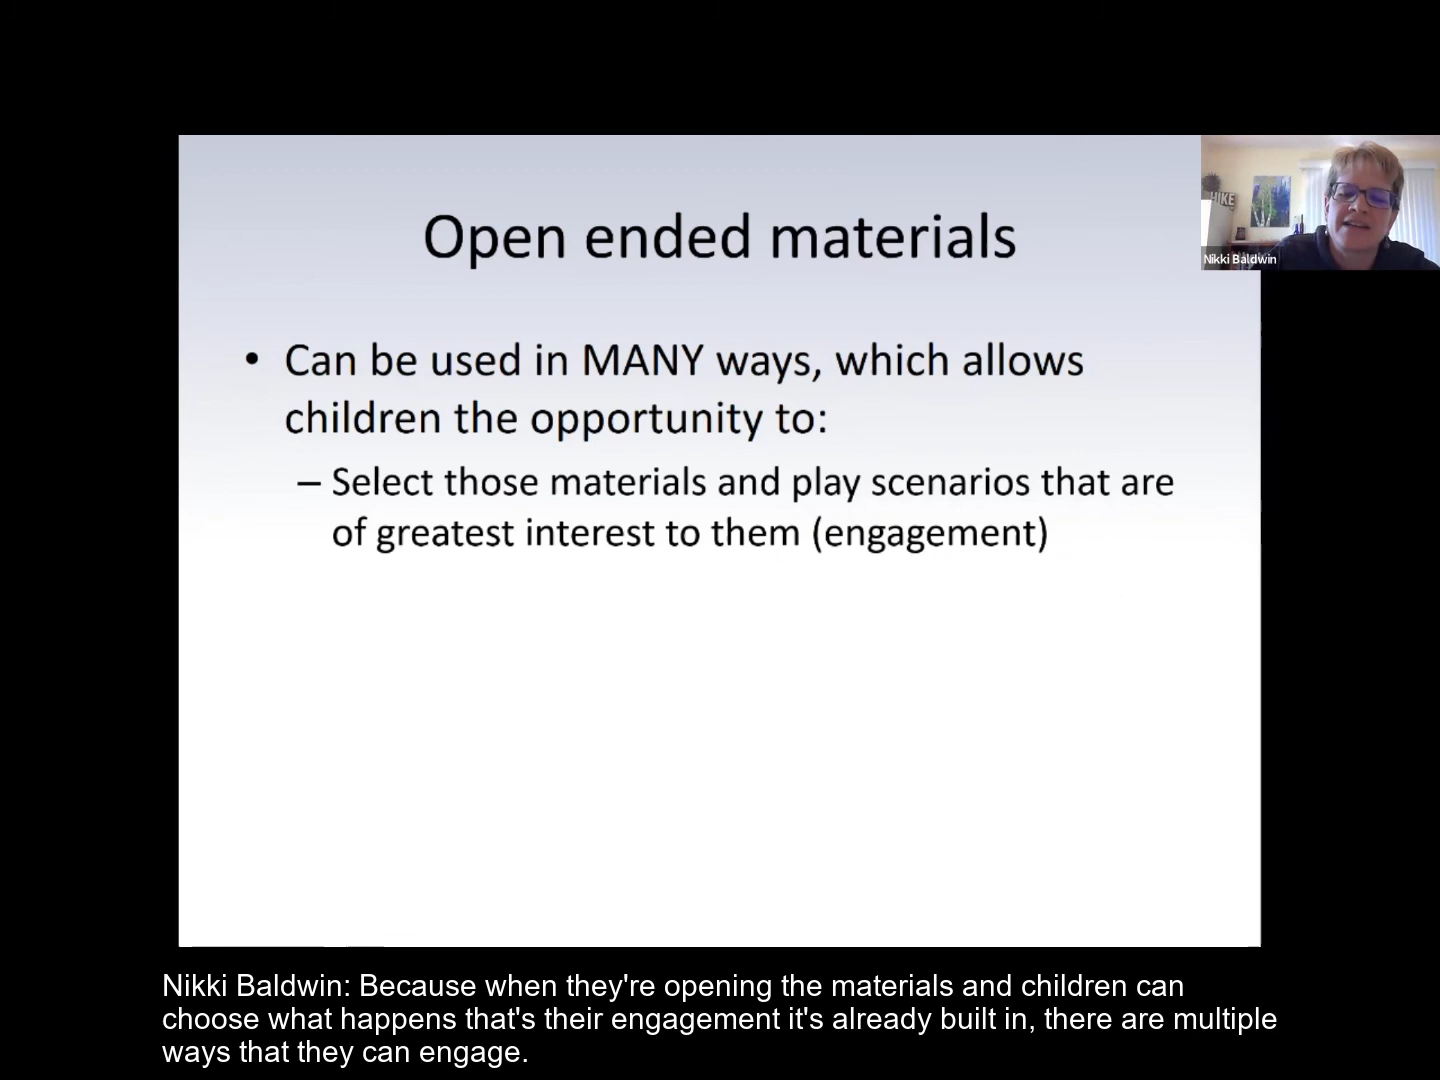 Open ended materials
HIKE
Nikki Baldwin
• Can be used in MANY ways, which allows
children the opportunity to:
– Select those materials and play scenarios that are
of greatest interest to them (engagement)
Nikki Baldwin: Because when they're opening the materials and children can
choose what happens that's their engagement it's already built in, there are multiple
ways that they can engage.